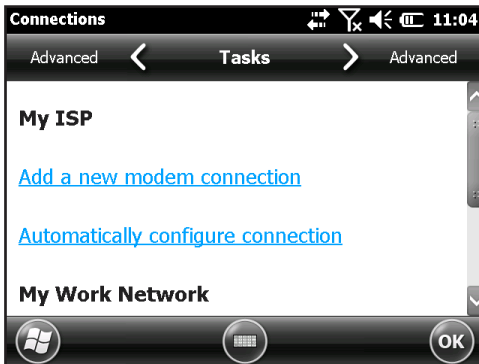 Connections 11:04
Advanced Tasks Advanced
My ISP
Add a new modem connection
Automatically configure connection
My Work Network
OK